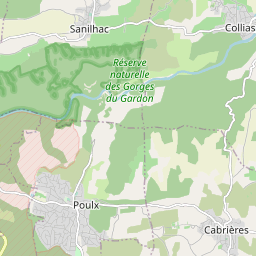 Sanilhac
Collias
Réserve
naturelle
des Gorges
du Gardon
Poulx
Cabrières